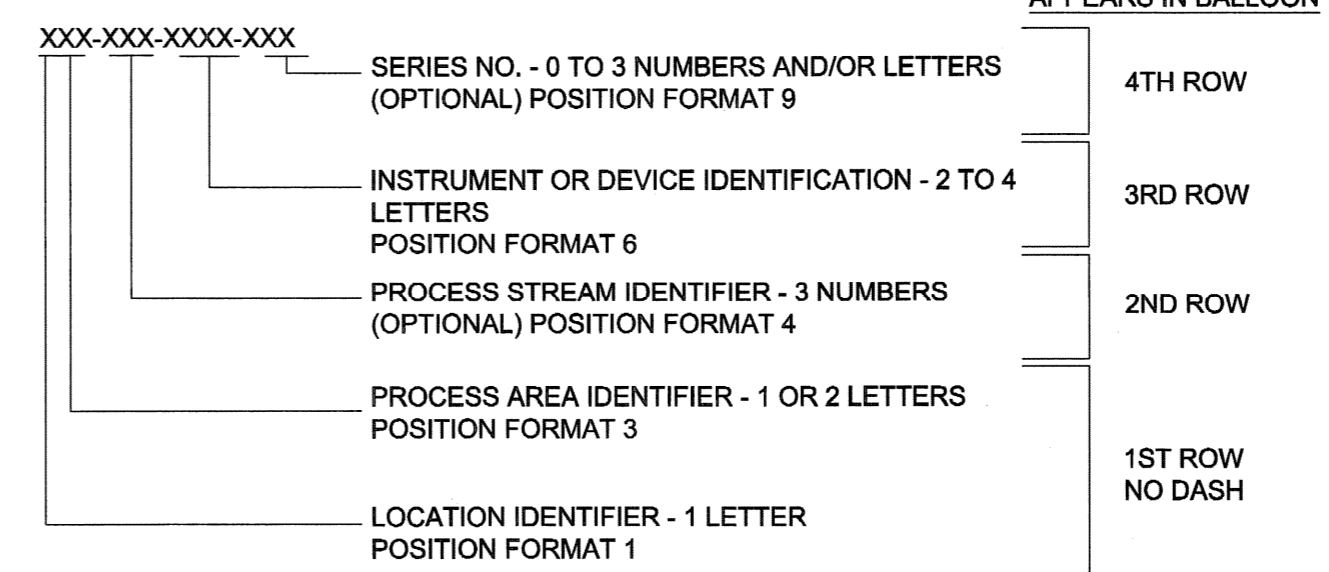 APPEARS IN BALLOON
XXX-XXX-XXXX-XXX
SERIES NO. - 0 TO 3 NUMBERS AND/OR LETTERS
(OPTIONAL) POSITION FORMAT 9
4TH ROW
INSTRUMENT OR DEVICE IDENTIFICATION - 2 TO 4
LETTERS
POSITION FORMAT 6
3RD ROW
PROCESS STREAM IDENTIFIER - 3 NUMBERS
(OPTIONAL) POSITION FORMAT 4
2ND ROW
PROCESS AREA IDENTIFIER - 1 OR 2 LETTERS
POSITION FORMAT 3
LOCATION IDENTIFIER - 1 LETTER
POSITION FORMAT 1
1ST ROW
NO DASH